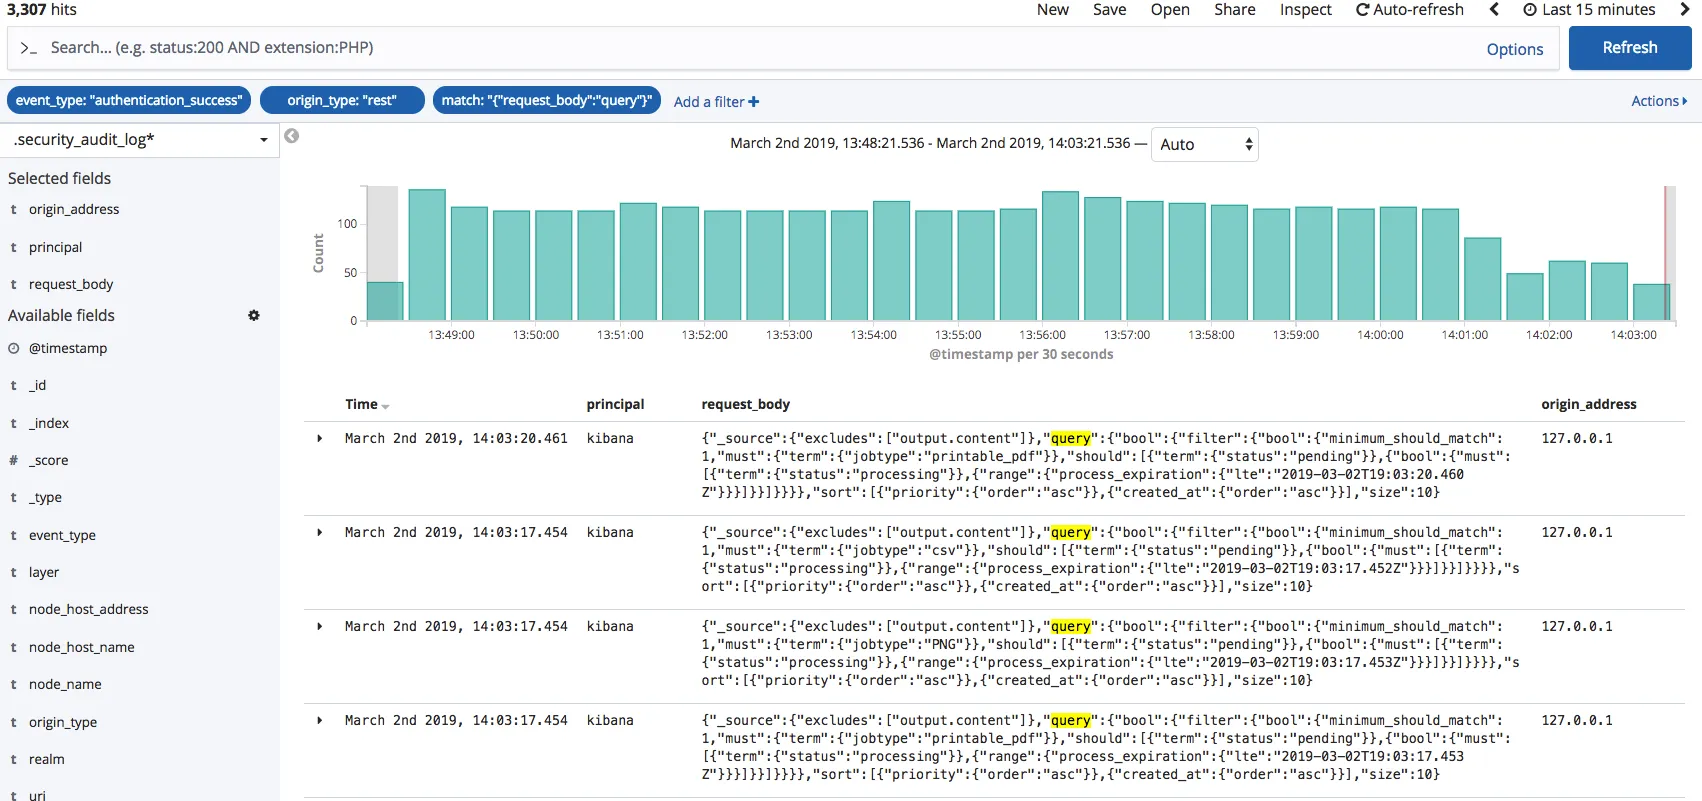 3,307 hits
New Save Open Share Inspect Auto-refresh Last 15 minutes
>_ Search... (e.g. status:200 AND extension:PHP)
Options
Refresh
event_type: "authentication_success"
origin_type: "rest"
match: "{"request_body":"query"}"
Add a filter +
Actions
.security_audit_log*
March 2nd 2019, 13:48:21.536 - March 2nd 2019, 14:03:21.536 —
Auto
Selected fields
t origin_address
t principal
t request_body
Available fields
@timestamp
t _id
t _index
# _score
t _type
t event_type
t layer
t node_host_address
t node_host_name
t node_name
t origin_type
t realm
t uri
Count
100
50
0
13:49:00 13:50:00 13:51:00 13:52:00 13:53:00 13:54:00 13:55:00 13:56:00 13:57:00 13:58:00 13:59:00 14:00:00 14:01:00 14:02:00 14:03:00
@timestamp per 30 seconds
Time principal request_body origin_address
March 2nd 2019, 14:03:20.461 kibana {"_source":{"excludes":["output.content"]},"query":{"bool":{"filter":{"bool":{"minimum_should_match": 127.0.0.1
1,"must":{"term":{"jobtype":"printable_pdf"}},"should":[{"term":{"status":"pending"}},{"bool":{"must":
[{"term":{"status":"processing"}},{"range":{"process_expiration":{"lte":"2019-03-02T19:03:20.460
Z"}}}]}}]}}}},"sort":[{"priority":{"order":"asc"}},{"created_at":{"order":"asc"}}],"size":10}
March 2nd 2019, 14:03:17.454 kibana {"_source":{"excludes":["output.content"]},"query":{"bool":{"filter":{"bool":{"minimum_should_match": 127.0.0.1
1,"must":{"term":{"jobtype":"csv"}},"should":[{"term":{"status":"pending"}},{"bool":{"must":[{"term":
{"status":"processing"}},{"range":{"process_expiration":{"lte":"2019-03-02T19:03:17.452Z"}}}]}}]}}}},"s
ort":[{"priority":{"order":"asc"}},{"created_at":{"order":"asc"}}],"size":10}
March 2nd 2019, 14:03:17.454 kibana {"_source":{"excludes":["output.content"]},"query":{"bool":{"filter":{"bool":{"minimum_should_match": 127.0.0.1
1,"must":{"term":{"jobtype":"PNG"}},"should":[{"term":{"status":"pending"}},{"bool":{"must":[{"term":
{"status":"processing"}},{"range":{"process_expiration":{"lte":"2019-03-02T19:03:17.453Z"}}}]}}]}}}},"s
ort":[{"priority":{"order":"asc"}},{"created_at":{"order":"asc"}}],"size":10}
March 2nd 2019, 14:03:17.454 kibana {"_source":{"excludes":["output.content"]},"query":{"bool":{"filter":{"bool":{"minimum_should_match": 127.0.0.1
1,"must":{"term":{"jobtype":"printable_pdf"}},"should":[{"term":{"status":"pending"}},{"bool":{"must":
[{"term":{"status":"processing"}},{"range":{"process_expiration":{"lte":"2019-03-02T19:03:17.453
Z"}}}]}}]}}}},"sort":[{"priority":{"order":"asc"}},{"created_at":{"order":"asc"}}],"size":10}